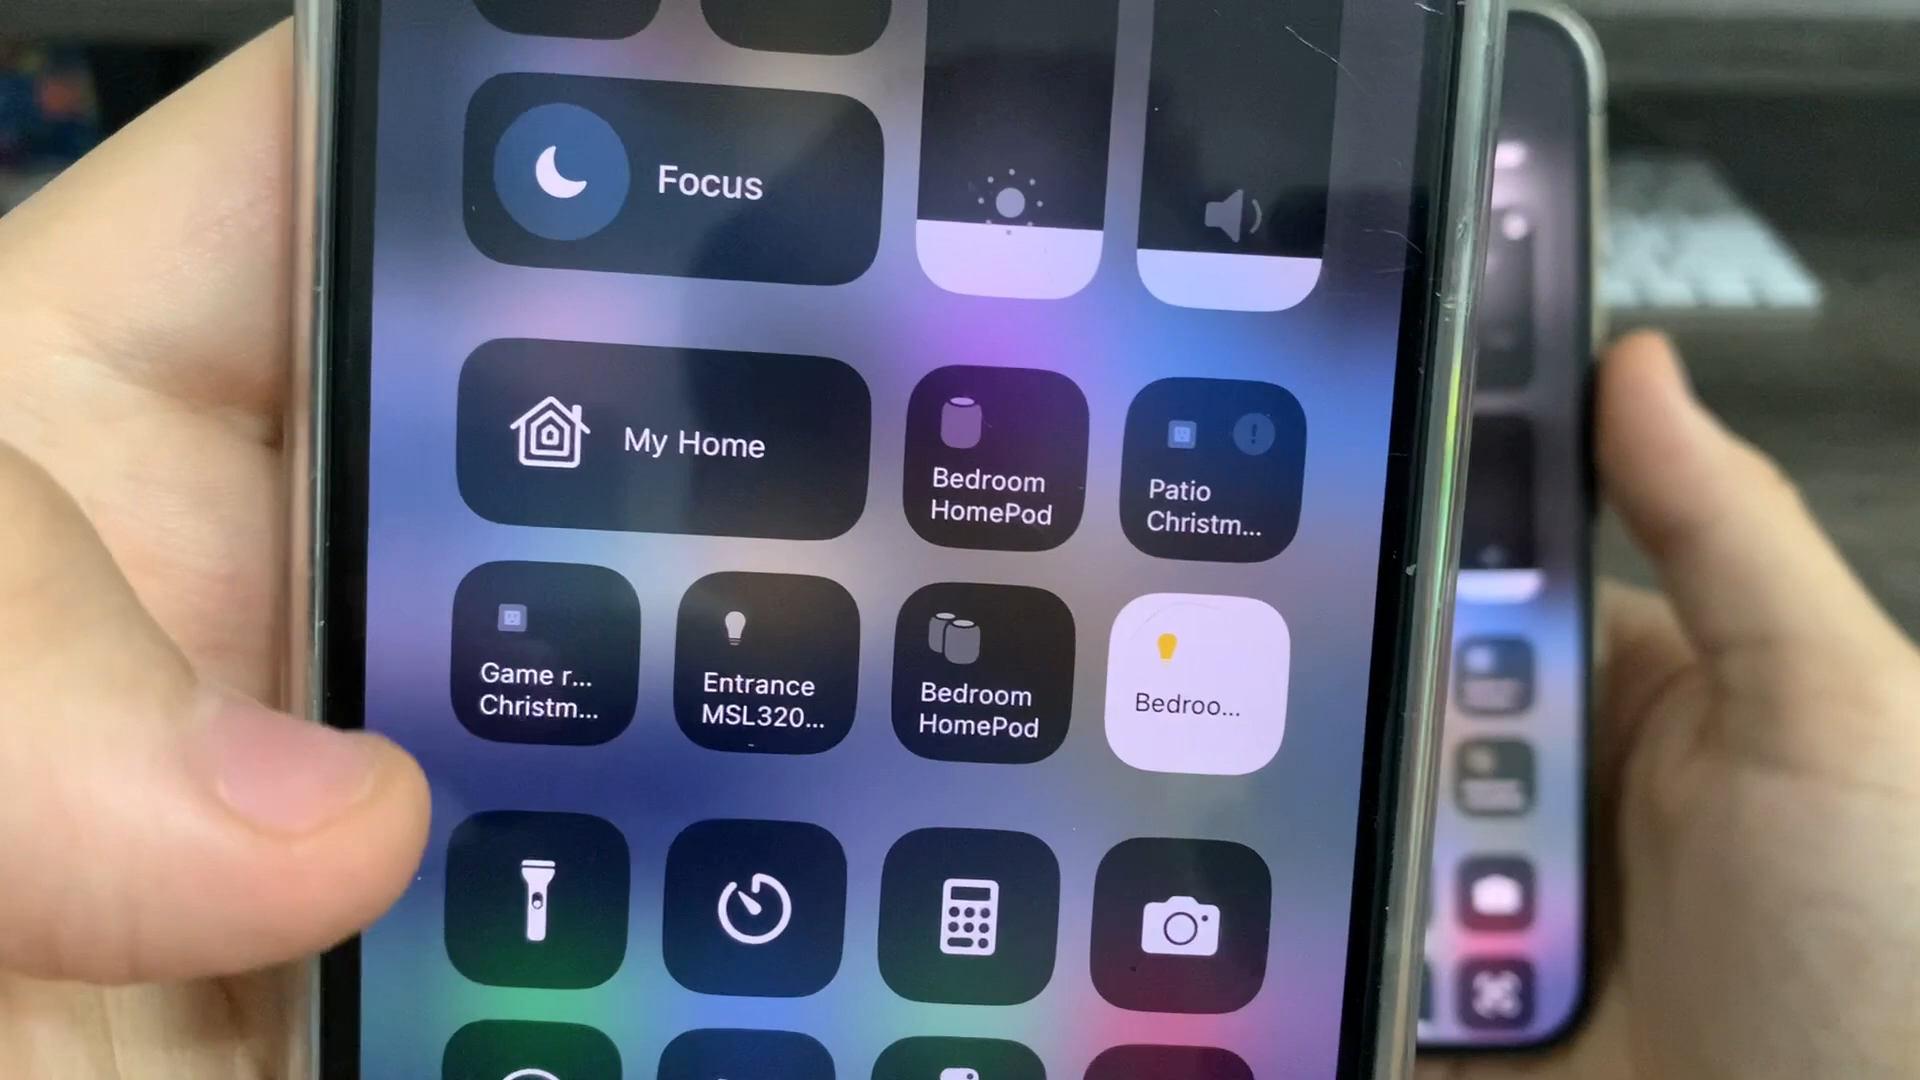 Focus
My Home
Bedroom
HomePod
Patio
Christm...
Game r...
Christm...
Entrance
MSL320...
Bedroom
HomePod
Bedroo...